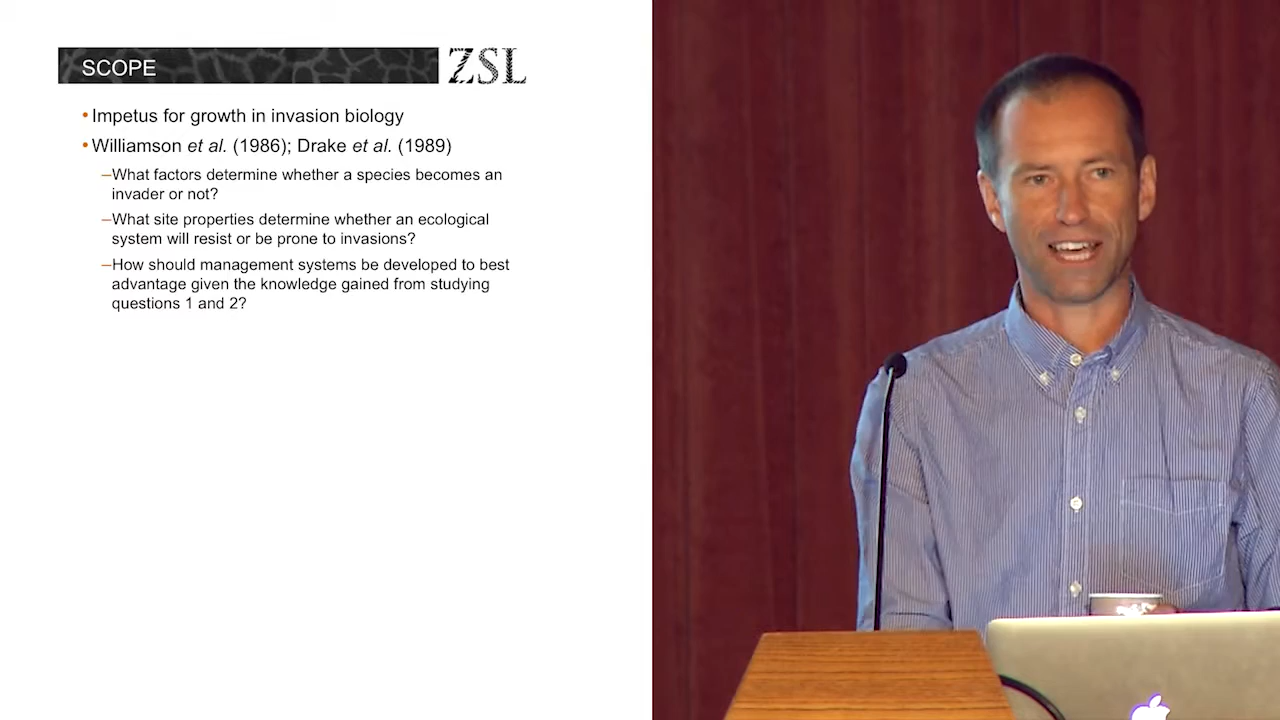 SCOPE
ZSL
•Impetus for growth in invasion biology
•Williamson et al. (1986); Drake et al. (1989)
–What factors determine whether a species becomes an
invader or not?
–What site properties determine whether an ecological
system will resist or be prone to invasions?
–How should management systems be developed to best
advantage given the knowledge gained from studying
questions 1 and 2?